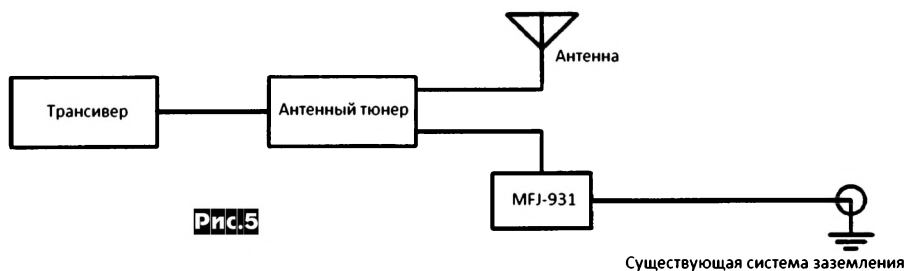 Антенна
Трансивер
Антенный тюнер
MFJ-931
Рис.5
Существующая система заземления